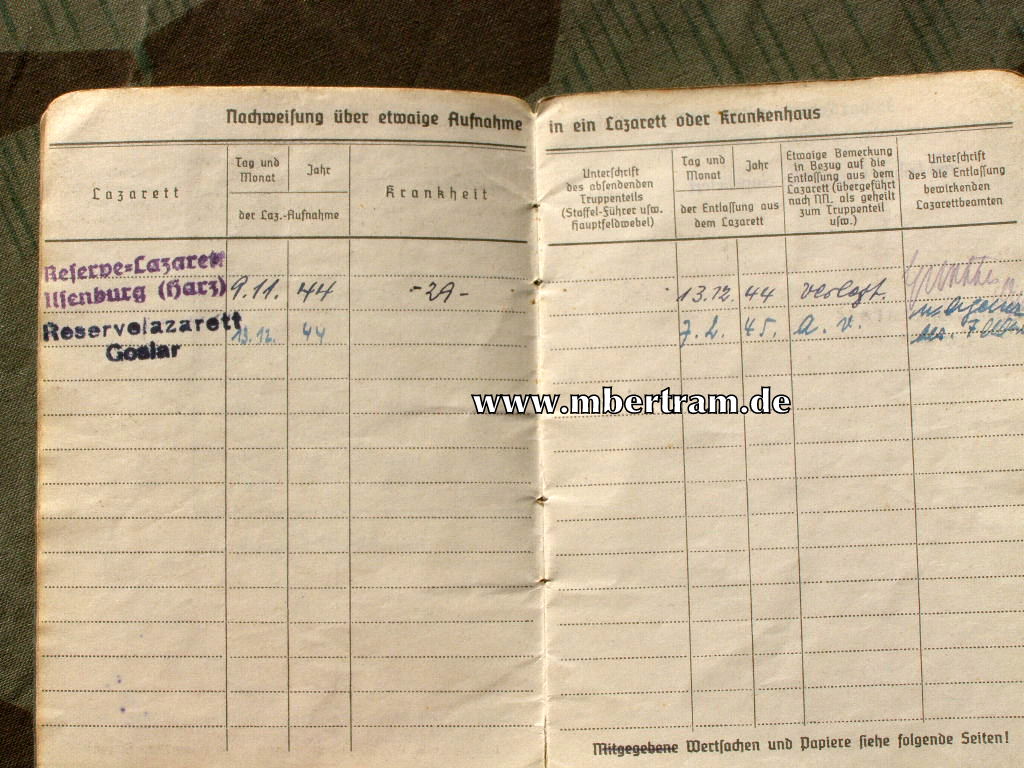 Nachweisung über etwaige Aufnahme in ein Lazarett oder Krankenhaus
Lazarett
Tag und Monat
Jahr
der Laz.-Aufnahme
Krankheit
Unterschrift
des absendenden
Truppenteils
(Staffel-Führer usw.
Hauptfeldwebel)
Tag und Monat
Jahr
der Entlassung aus
dem Lazarett
Etwaige Bemerkung
in Bezug auf die
Entlassung aus dem
Lazarett (übergeführt
nach NN. als geheilt
zum Truppenteil
usw.)
Unterschrift
des die Entlassung
bewirkenden
Lazarettbeamten
Reserve=Lazarett
Ilsenburg (Harz) 9.11. 44 -29- 13.12. 44 verlegt.
Reservelazarett
Goslar 13.12. 44 7.2. 45. a.v.
www.mbertram.de
Mitgegebene Wertsachen und Papiere siehe folgende Seiten!